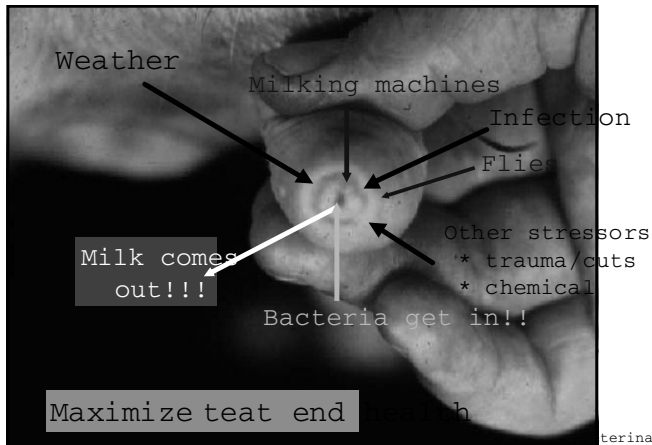 Weather
Milking machines
Infection
Flies
Other stressors
* trauma/cuts
* chemical
Milk comes
out!!!
Bacteria get in!!
Maximize teat end health
terina